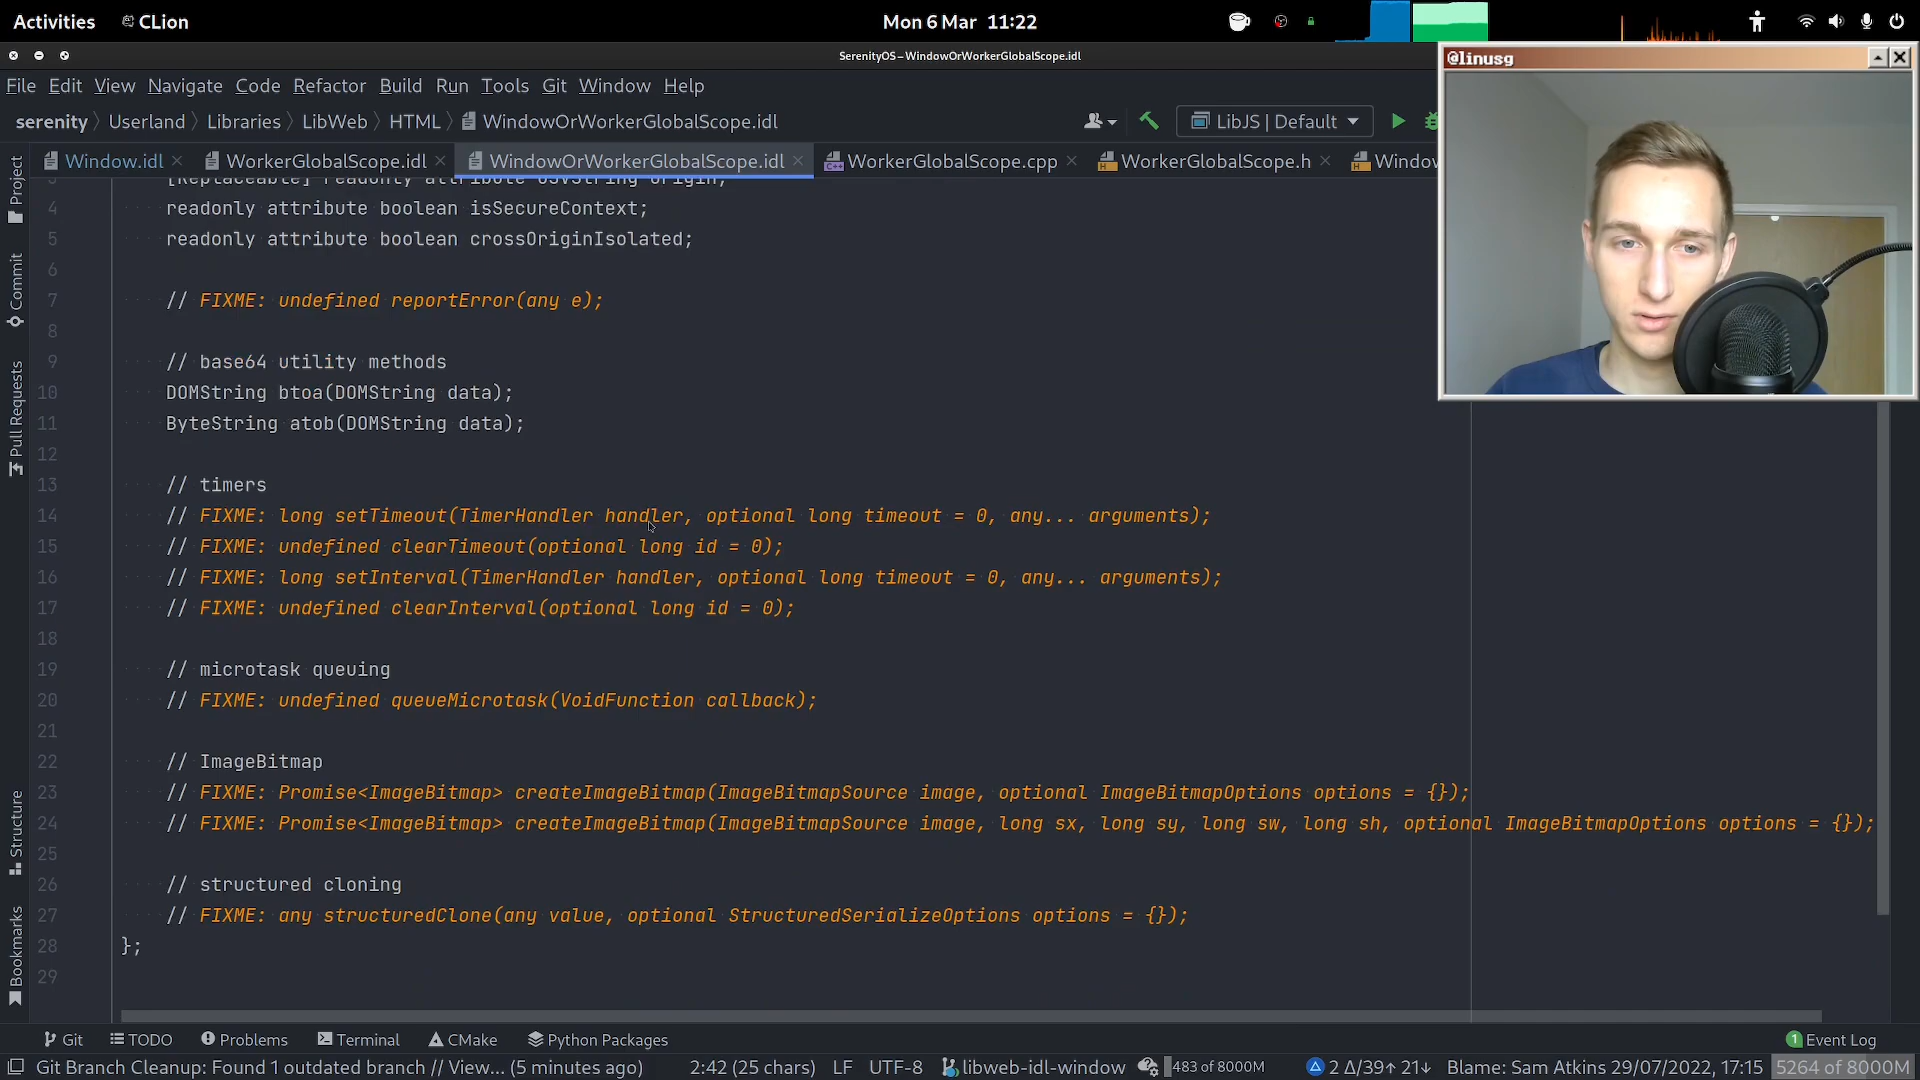 Activities CLion Mon 6 Mar 11:22
SerenityOS – WindowOrWorkerGlobalScope.idl
@linusg
File Edit View Navigate Code Refactor Build Run Tools Git Window Help
serenity Userland Libraries LibWeb HTML WindowOrWorkerGlobalScope.idl LibJS | Default
Window.idl WorkerGlobalScope.idl WindowOrWorkerGlobalScope.idl WorkerGlobalScope.cpp WorkerGlobalScope.h Windo
Project
Commit
Pull Requests
Structure
Bookmarks
3 [Replaceable] readonly attribute USVString origin;
4 readonly attribute boolean isSecureContext;
5 readonly attribute boolean crossOriginIsolated;
6
7 // FIXME: undefined reportError(any e);
8
9 // base64 utility methods
10 DOMString btoa(DOMString data);
11 ByteString atob(DOMString data);
12
13 // timers
14 // FIXME: long setTimeout(TimerHandler handler, optional long timeout = 0, any... arguments);
15 // FIXME: undefined clearTimeout(optional long id = 0);
16 // FIXME: long setInterval(TimerHandler handler, optional long timeout = 0, any... arguments);
17 // FIXME: undefined clearInterval(optional long id = 0);
18
19 // microtask queuing
20 // FIXME: undefined queueMicrotask(VoidFunction callback);
21
22 // ImageBitmap
23 // FIXME: Promise<ImageBitmap> createImageBitmap(ImageBitmapSource image, optional ImageBitmapOptions options = {});
24 // FIXME: Promise<ImageBitmap> createImageBitmap(ImageBitmapSource image, long sx, long sy, long sw, long sh, optional ImageBitmapOptions options = {});
25
26 // structured cloning
27 // FIXME: any structuredClone(any value, optional StructuredSerializeOptions options = {});
28 };
29
Git TODO Problems Terminal CMake Python Packages 1 Event Log
Git Branch Cleanup: Found 1 outdated branch // View... (5 minutes ago) 2:42 (25 chars) LF UTF-8 libweb-idl-window 483 of 8000M 2 Δ/39↑ 21↓ Blame: Sam Atkins 29/07/2022, 17:15 5264 of 8000M